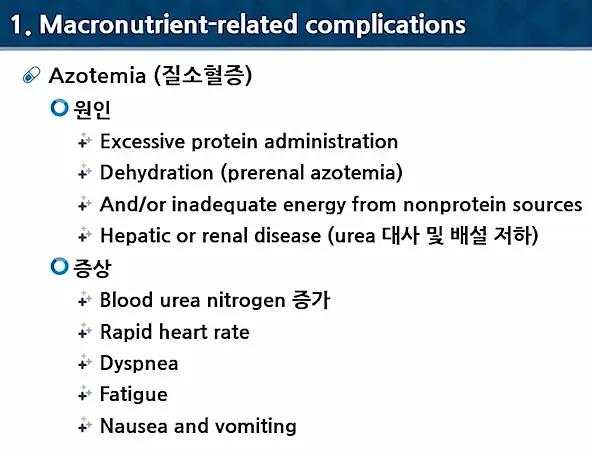 1. Macronutrient-related complications
Azotemia (질소혈증)
원인
Excessive protein administration
Dehydration (prerenal azotemia)
And/or inadequate energy from nonprotein sources
Hepatic or renal disease (urea 대사 및 배설 저하)
증상
Blood urea nitrogen 증가
Rapid heart rate
Dyspnea
Fatigue
Nausea and vomiting